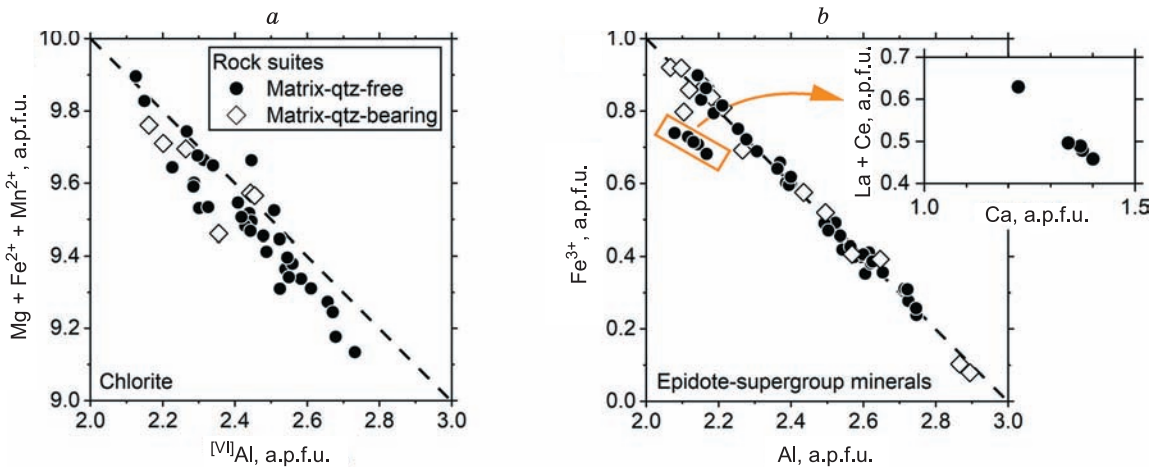 a
10.0
9.8
9.6
9.4
9.2
9.0
Mg + Fe²⁺ + Mn²⁺, a.p.f.u.
Rock suites
Matrix-qtz-free
Matrix-qtz-bearing
Chlorite
2.0 2.2 2.4 2.6 2.8 3.0
[VI]Al, a.p.f.u.
b
1.0
0.8
0.6
0.4
0.2
0.0
Fe³⁺, a.p.f.u.
0.7
0.6
0.5
0.4
La + Ce, a.p.f.u.
1.0 1.5
Ca, a.p.f.u.
Epidote-supergroup minerals
2.0 2.2 2.4 2.6 2.8 3.0
Al, a.p.f.u.